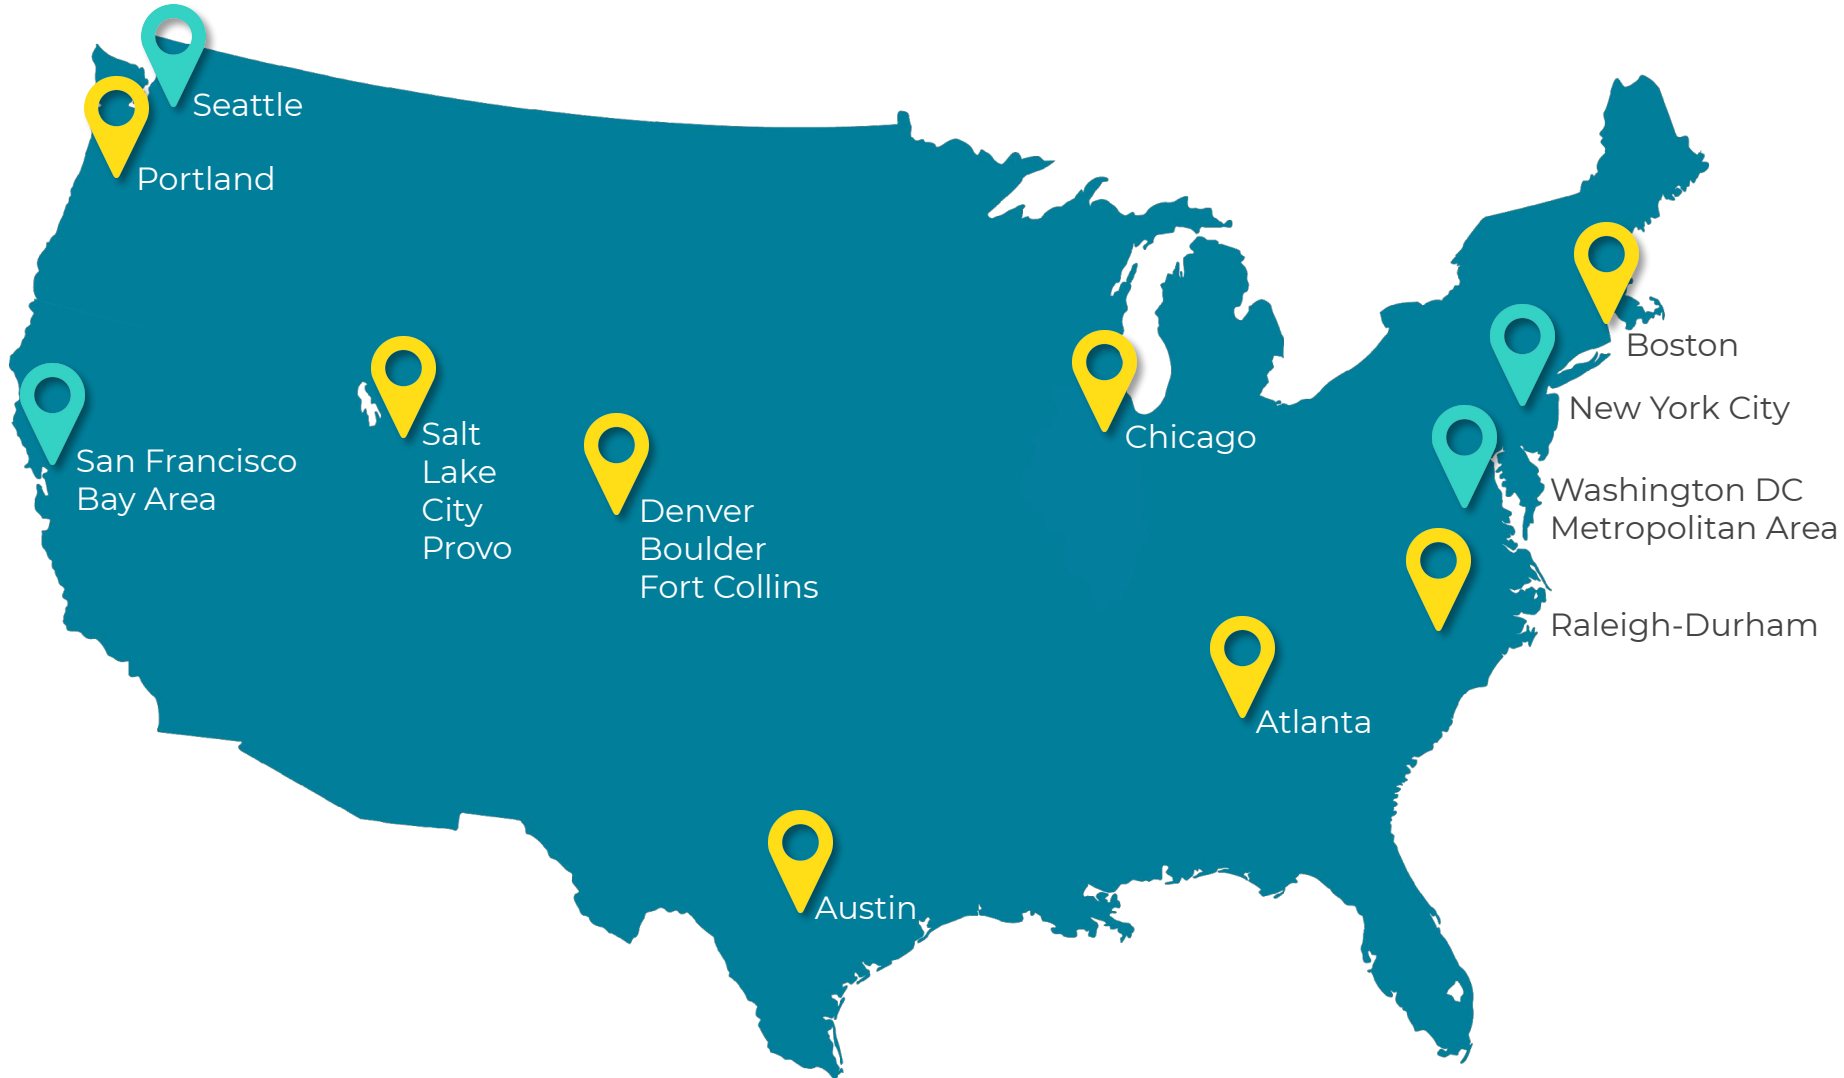 Seattle
Portland
Boston
New York City
San Francisco
Bay Area
Salt
Lake
City
Provo
Chicago
Denver
Boulder
Fort Collins
Washington DC
Metropolitan Area
Raleigh-Durham
Atlanta
Austin